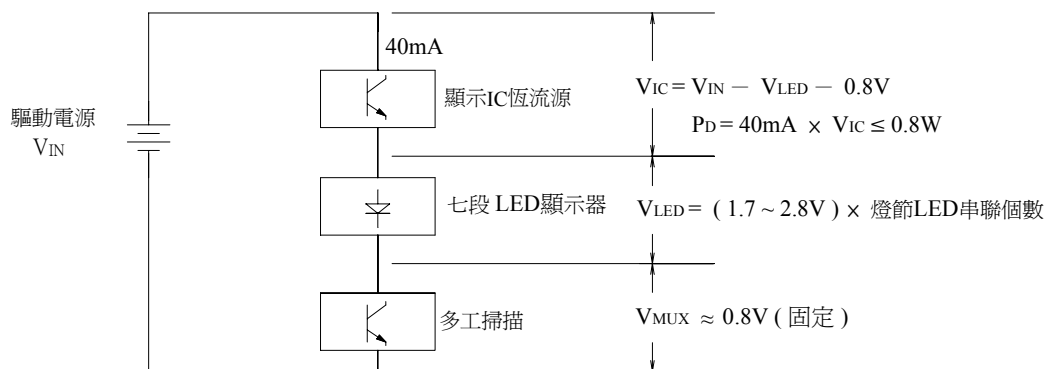 40mA
顯示IC恆流源
VIC = VIN － VLED － 0.8V
PD = 40mA × VIC ≤ 0.8W
驅動電源
VIN
七段 LED顯示器
VLED = ( 1.7 ~ 2.8V ) × 燈節LED串聯個數
多工掃描
VMUX ≈ 0.8V ( 固定 )